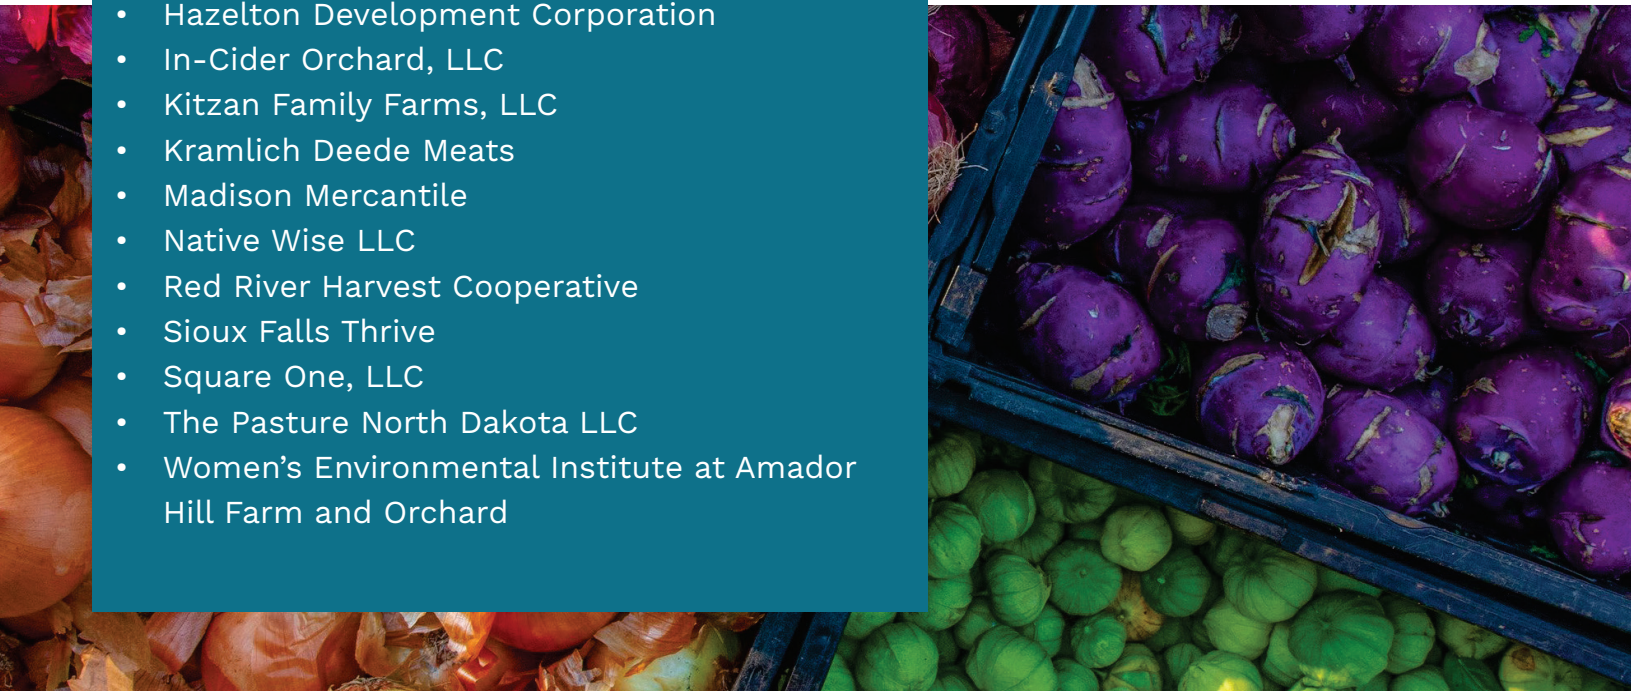 • Hazelton Development Corporation
• In-Cider Orchard, LLC
• Kitzan Family Farms, LLC
• Kramlich Deede Meats
• Madison Mercantile
• Native Wise LLC
• Red River Harvest Cooperative
• Sioux Falls Thrive
• Square One, LLC
• The Pasture North Dakota LLC
• Women’s Environmental Institute at Amador
Hill Farm and Orchard